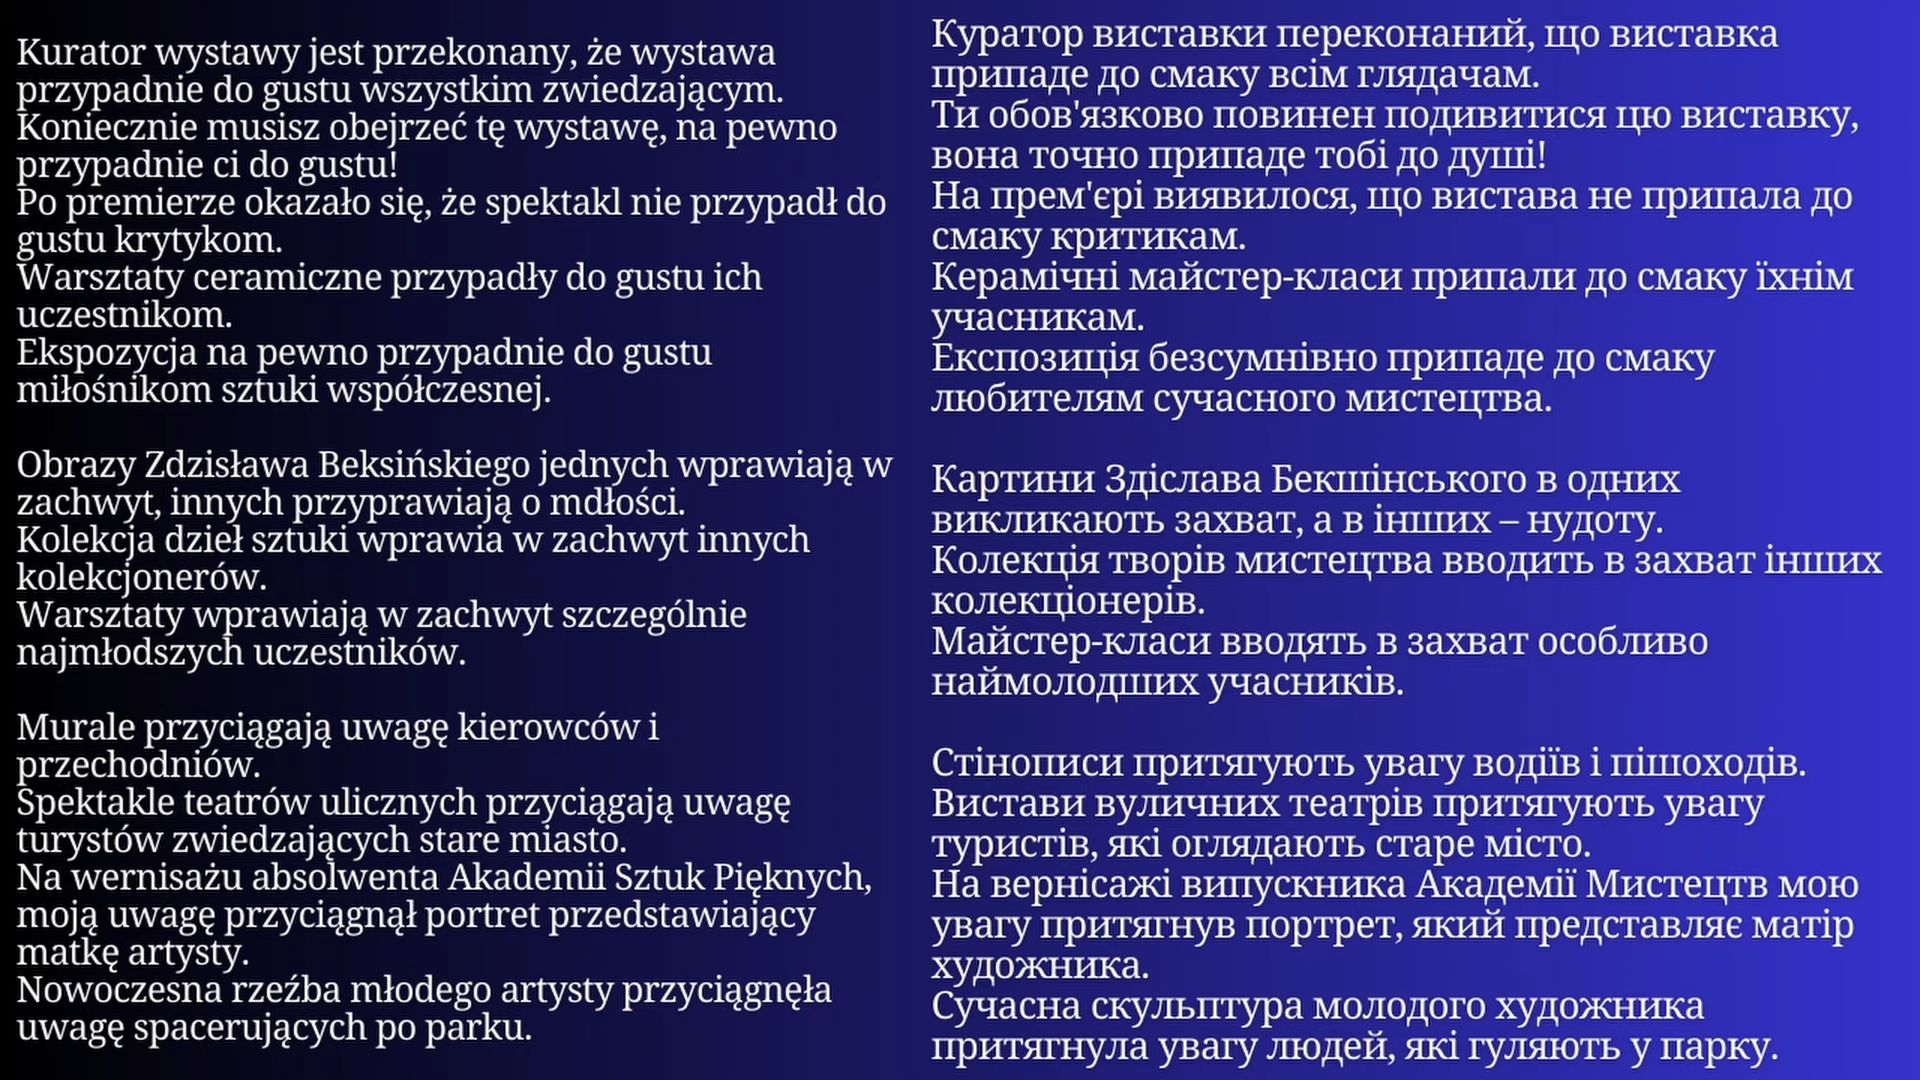 Kurator wystawy jest przekonany, że wystawa
przypadnie do gustu wszystkim zwiedzającym.
Koniecznie musisz obejrzeć tę wystawę, na pewno
przypadnie ci do gustu!
Po premierze okazało się, że spektakl nie przypadł do
gustu krytykom.
Warsztaty ceramiczne przypadły do gustu ich
uczestnikom.
Ekspozycja na pewno przypadnie do gustu
miłośnikom sztuki współczesnej.

Obrazy Zdzisława Beksińskiego jednych wprawiają w
zachwyt, innych przyprawiają o mdłości.
Kolekcja dzieł sztuki wprawia w zachwyt innych
kolekcjonerów.
Warsztaty wprawiają w zachwyt szczególnie
najmłodszych uczestników.

Murale przyciągają uwagę kierowców i
przechodniów.
Spektakle teatrów ulicznych przyciągają uwagę
turystów zwiedzających stare miasto.
Na wernisażu absolwenta Akademii Sztuk Pięknych,
moją uwagę przyciągnął portret przedstawiający
matkę artysty.
Nowoczesna rzeźba młodego artysty przyciągnęła
uwagę spacerujących po parku.

Куратор виставки переконаний, що виставка
припаде до смаку всім глядачам.
Ти обов'язково повинен подивитися цю виставку,
вона точно припаде тобі до душі!
На прем'єрі виявилося, що вистава не припала до
смаку критикам.
Керамічні майстер-класи припали до смаку їхнім
учасникам.
Експозиція безсумнівно припаде до смаку
любителям сучасного мистецтва.

Картини Здіслава Бекшінського в одних
викликають захват, а в інших – нудоту.
Колекція творів мистецтва вводить в захват інших
колекціонерів.
Майстер-класи вводять в захват особливо
наймолодших учасників.

Стінописи притягують увагу водіїв і пішоходів.
Вистави вуличних театрів притягують увагу
туристів, які оглядають старе місто.
На вернісажі випускника Академії Мистецтв мою
увагу притягнув портрет, який представляє матір
художника.
Сучасна скульптура молодого художника
притягнула увагу людей, які гуляють у парку.